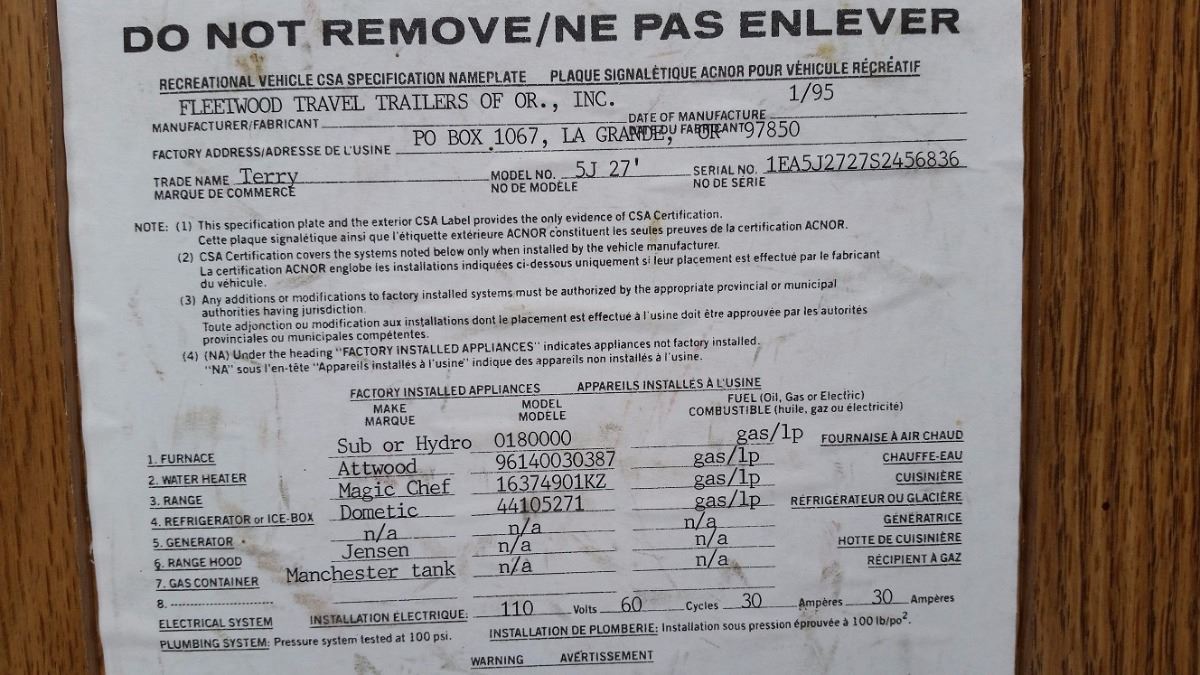 DO NOT REMOVE/NE PAS ENLEVER
RECREATIONAL VEHICLE CSA SPECIFICATION NAMEPLATE PLAQUE SIGNALÉTIQUE ACNOR POUR VÉHICULE RÉCRÉATIF
FLEETWOOD TRAVEL TRAILERS OF OR., INC. 1/95
MANUFACTURER/FABRICANT DATE OF MANUFACTURE
PO BOX 1067, LA GRANDE, OR 97850
FACTORY ADDRESS/ADRESSE DE L'USINE
TRADE NAME Terry MODEL NO. 5J 27' SERIAL NO. 1EA5J2727S2456836
MARQUE DE COMMERCE NO DE MODÈLE NO DE SÉRIE
NOTE: (1) This specification plate and the exterior CSA Label provides the only evidence of CSA Certification.
Cette plaque signalétique ainsi que l'étiquette extérieure ACNOR constituent les seules preuves de la certification ACNOR.
(2) CSA Certification covers the systems noted below only when installed by the vehicle manufacturer.
La certification ACNOR englobe les installations indiquées ci-dessous uniquement si leur placement est effectué par le fabricant
du véhicule.
(3) Any additions or modifications to factory installed systems must be authorized by the appropriate provincial or municipal
authorities having jurisdiction.
Toute adjonction ou modification aux installations dont le placement est effectué à l'usine doit être approuvée par les autorités
provinciales ou municipales compétentes.
(4) (NA) Under the heading "FACTORY INSTALLED APPLIANCES" indicates appliances not factory installed.
"NA" sous l'en-tête "Appareils installés à l'usine" indique des appareils non installés à l'usine.
FACTORY INSTALLED APPLIANCES APPAREILS INSTALLÉS À L'USINE
MAKE MODEL FUEL (Oil, Gas or Electric)
MARQUE MODÈLE COMBUSTIBLE (huile, gaz ou électricité)
1. FURNACE Sub or Hydro 0180000 gas/lp FOURNAISE À AIR CHAUD
2. WATER HEATER Attwood 96140030387 gas/lp CHAUFFE-EAU
3. RANGE Magic Chef 16374901KZ gas/lp CUISINIÈRE
4. REFRIGERATOR or ICE-BOX Dometic 44105271 gas/lp RÉFRIGÉRATEUR OU GLACIÈRE
5. GENERATOR n/a n/a n/a GÉNÉRATRICE
6. RANGE HOOD Jensen n/a n/a HOTTE DE CUISINIÈRE
7. GAS CONTAINER Manchester tank n/a n/a RÉCIPIENT À GAZ
8.
ELECTRICAL SYSTEM INSTALLATION ÉLECTRIQUE: 110 Volts 60 Cycles 30 Ampères 30 Ampères
PLUMBING SYSTEM: Pressure system tested at 100 psi. INSTALLATION DE PLOMBERIE: Installation sous pression éprouvée à 100 lb/po².
WARNING AVERTISSEMENT